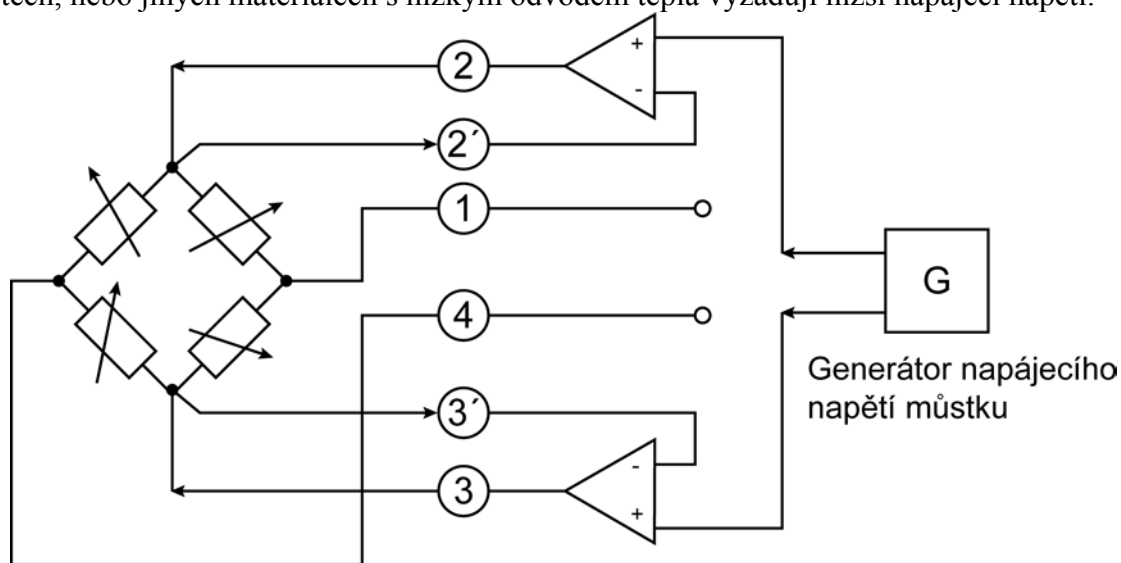 nebo jiných materiálech s nízkým odvodem tepla vyžadují nižší napájecí napětí.
2
+
-
2´
1
G
4
Generátor napájecího
napětí můstku
3´
-
3
+